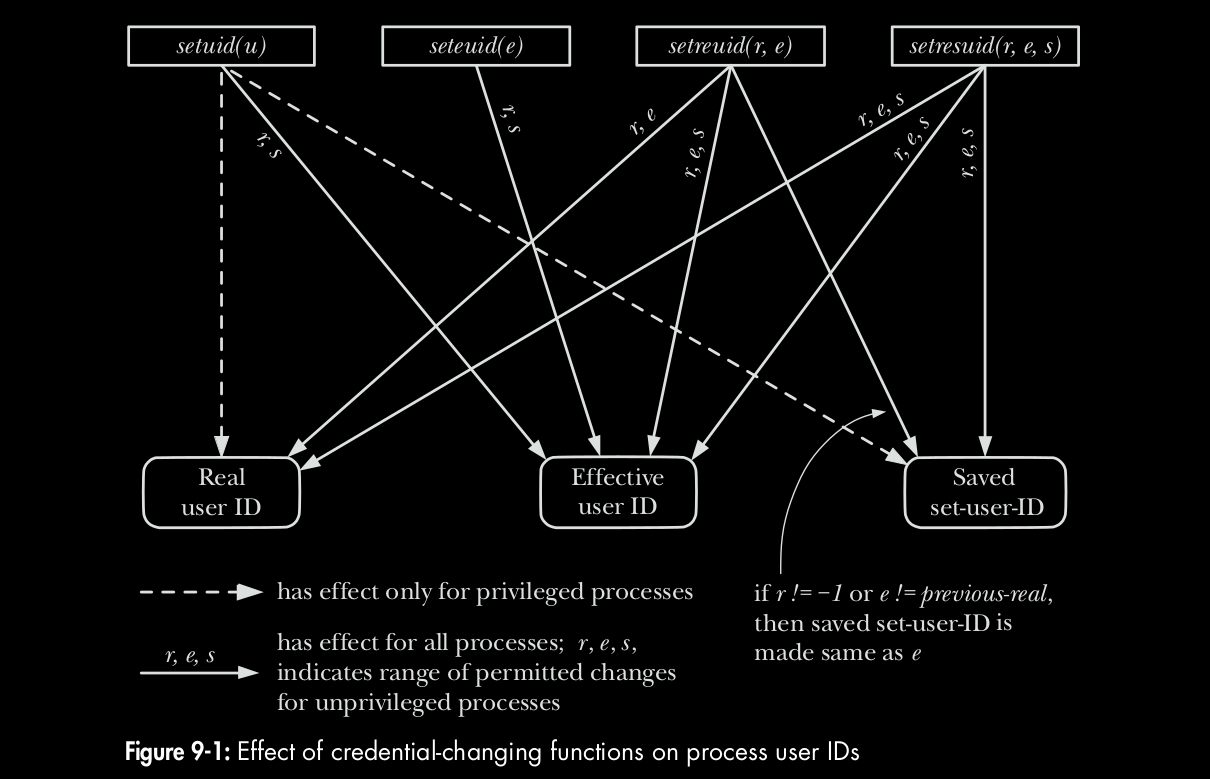 setuid(u)
seteuid(e)
setreuid(r, e)
setresuid(r, e, s)
r, s
r, s
r, e
r, e, s
r, e, s
r, e, s
r, e, s
Real
user ID
Effective
user ID
Saved
set-user-ID
has effect only for privileged processes
r, e, s
has effect for all processes; r, e, s,
indicates range of permitted changes
for unprivileged processes
if r != −1 or e != previous-real,
then saved set-user-ID is
made same as e
Figure 9-1: Effect of credential-changing functions on process user IDs